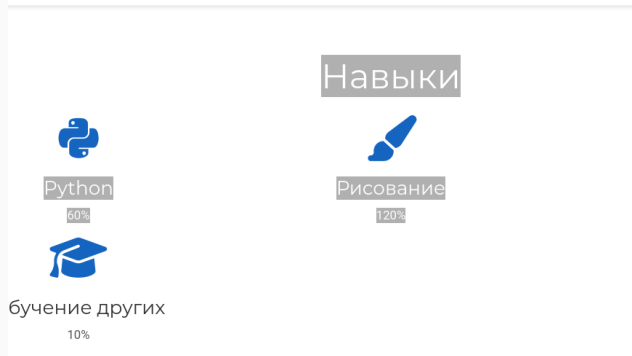 Навыки
Python
Рисование
60%
120%
бучение других
10%